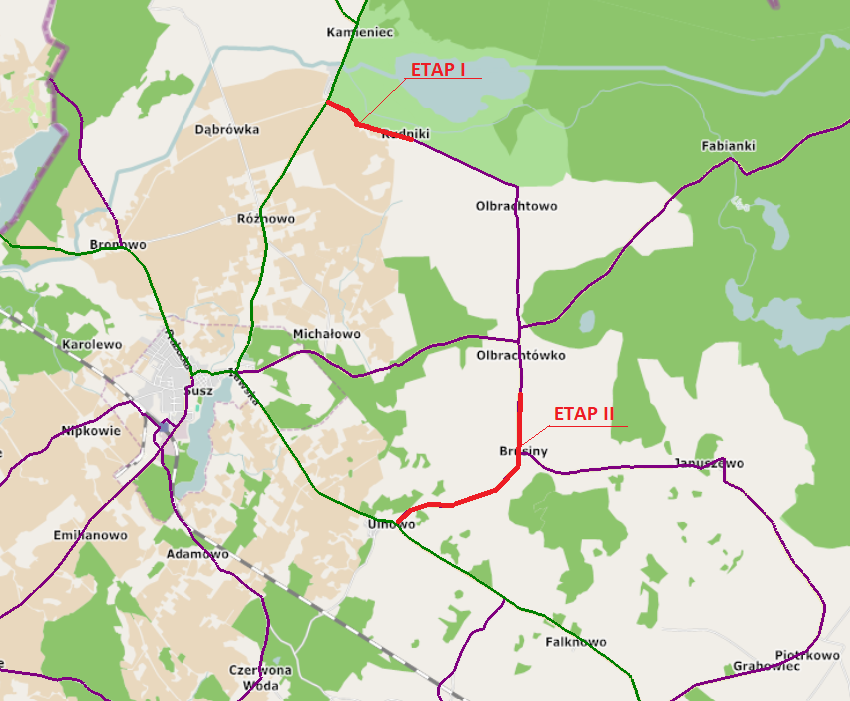 Kamieniec
ETAP I
Dąbrówka
Rudniki
Fabianki
Olbrachtowo
Różnowo
Bronowo
Michałowo
Karolewo
Olbrachtówko
Susz
Iławska
ETAP II
Nipkowie
Brusiny
Januszewo
Ulnowo
Emilianowo
Adamowo
Falknowo
Piotrkowo
Grabowiec
Czerwona
Woda